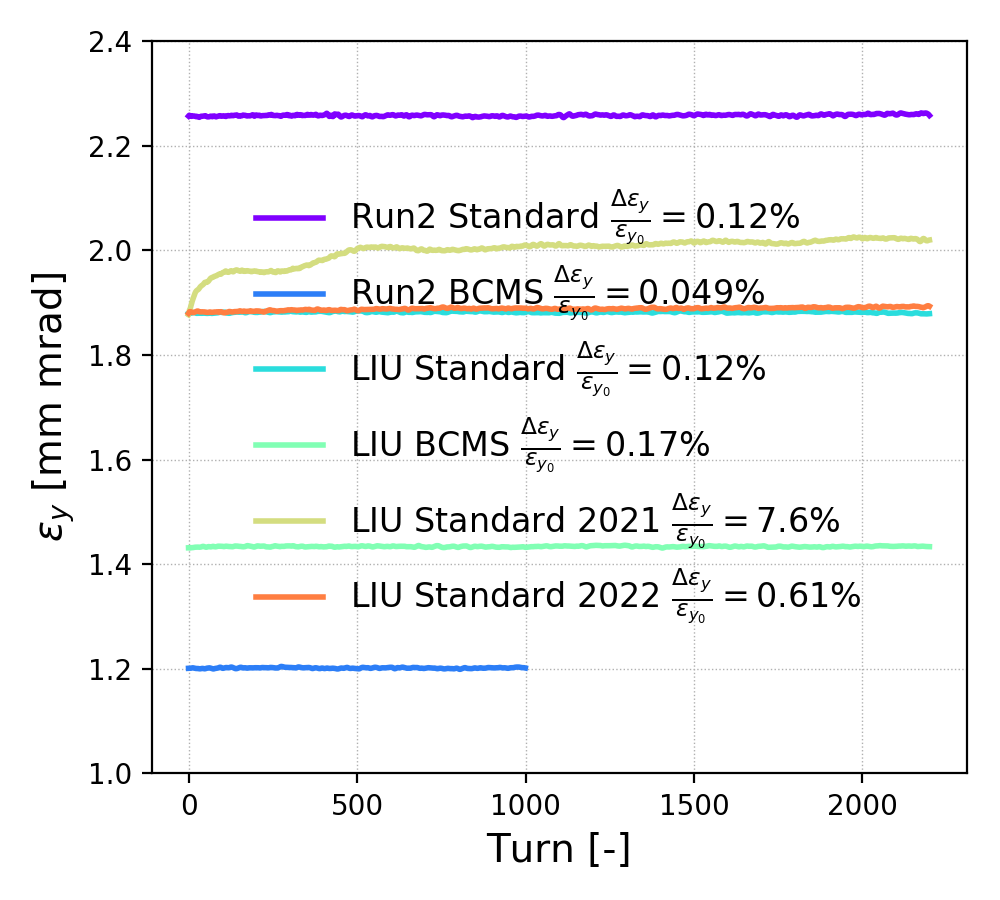 2.4
2.2
2.0
1.8
1.6
1.4
1.2
1.0
εy [mm mrad]
Run2 Standard Δεy/εy0 = 0.12%
Run2 BCMS Δεy/εy0 = 0.049%
LIU Standard Δεy/εy0 = 0.12%
LIU BCMS Δεy/εy0 = 0.17%
LIU Standard 2021 Δεy/εy0 = 7.6%
LIU Standard 2022 Δεy/εy0 = 0.61%
0 500 1000 1500 2000
Turn [-]